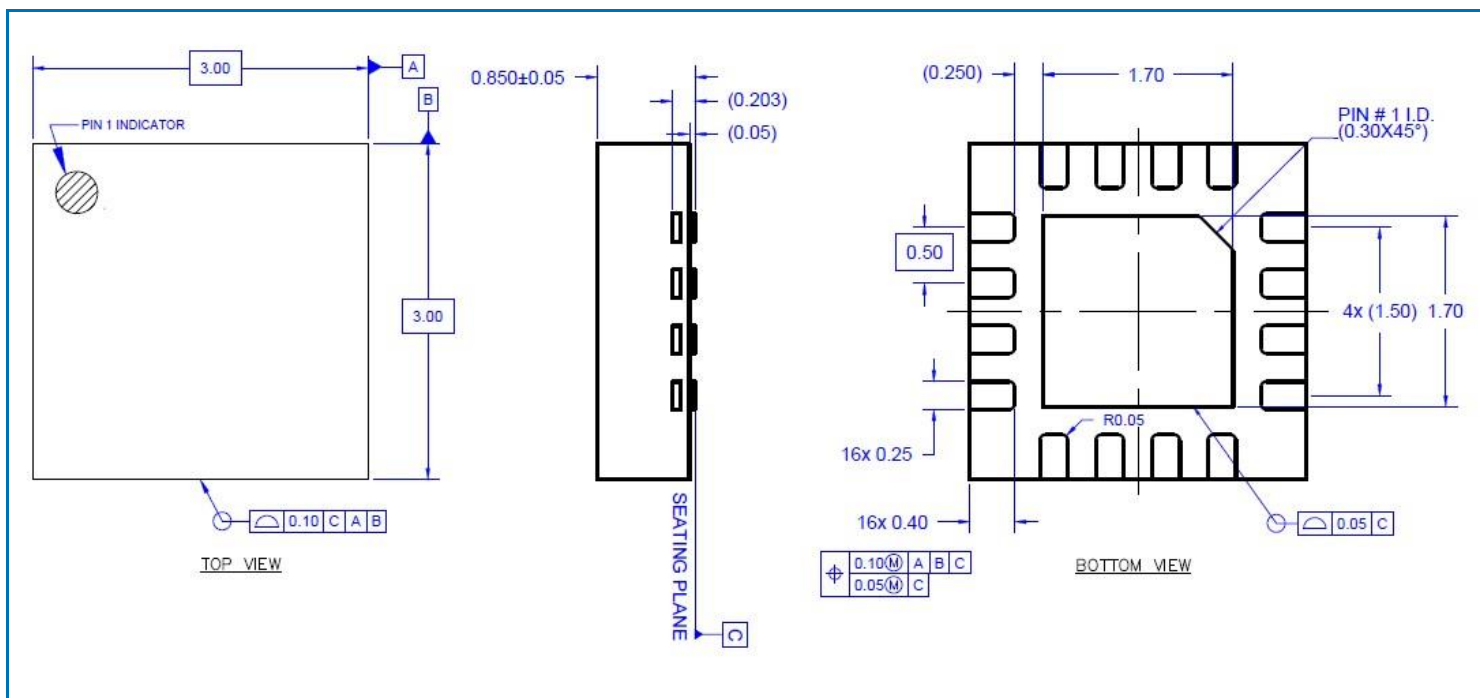 3.00
A
B
PIN 1 INDICATOR
3.00
0.10 C A B
TOP VIEW
0.850±0.05
(0.203)
(0.05)
SEATING PLANE
C
(0.250)
1.70
PIN # 1 I.D.
(0.30X45°)
0.50
4x (1.50)
1.70
R0.05
16x 0.25
16x 0.40
0.10Ⓜ A B C
0.05Ⓜ C
0.05 C
BOTTOM VIEW